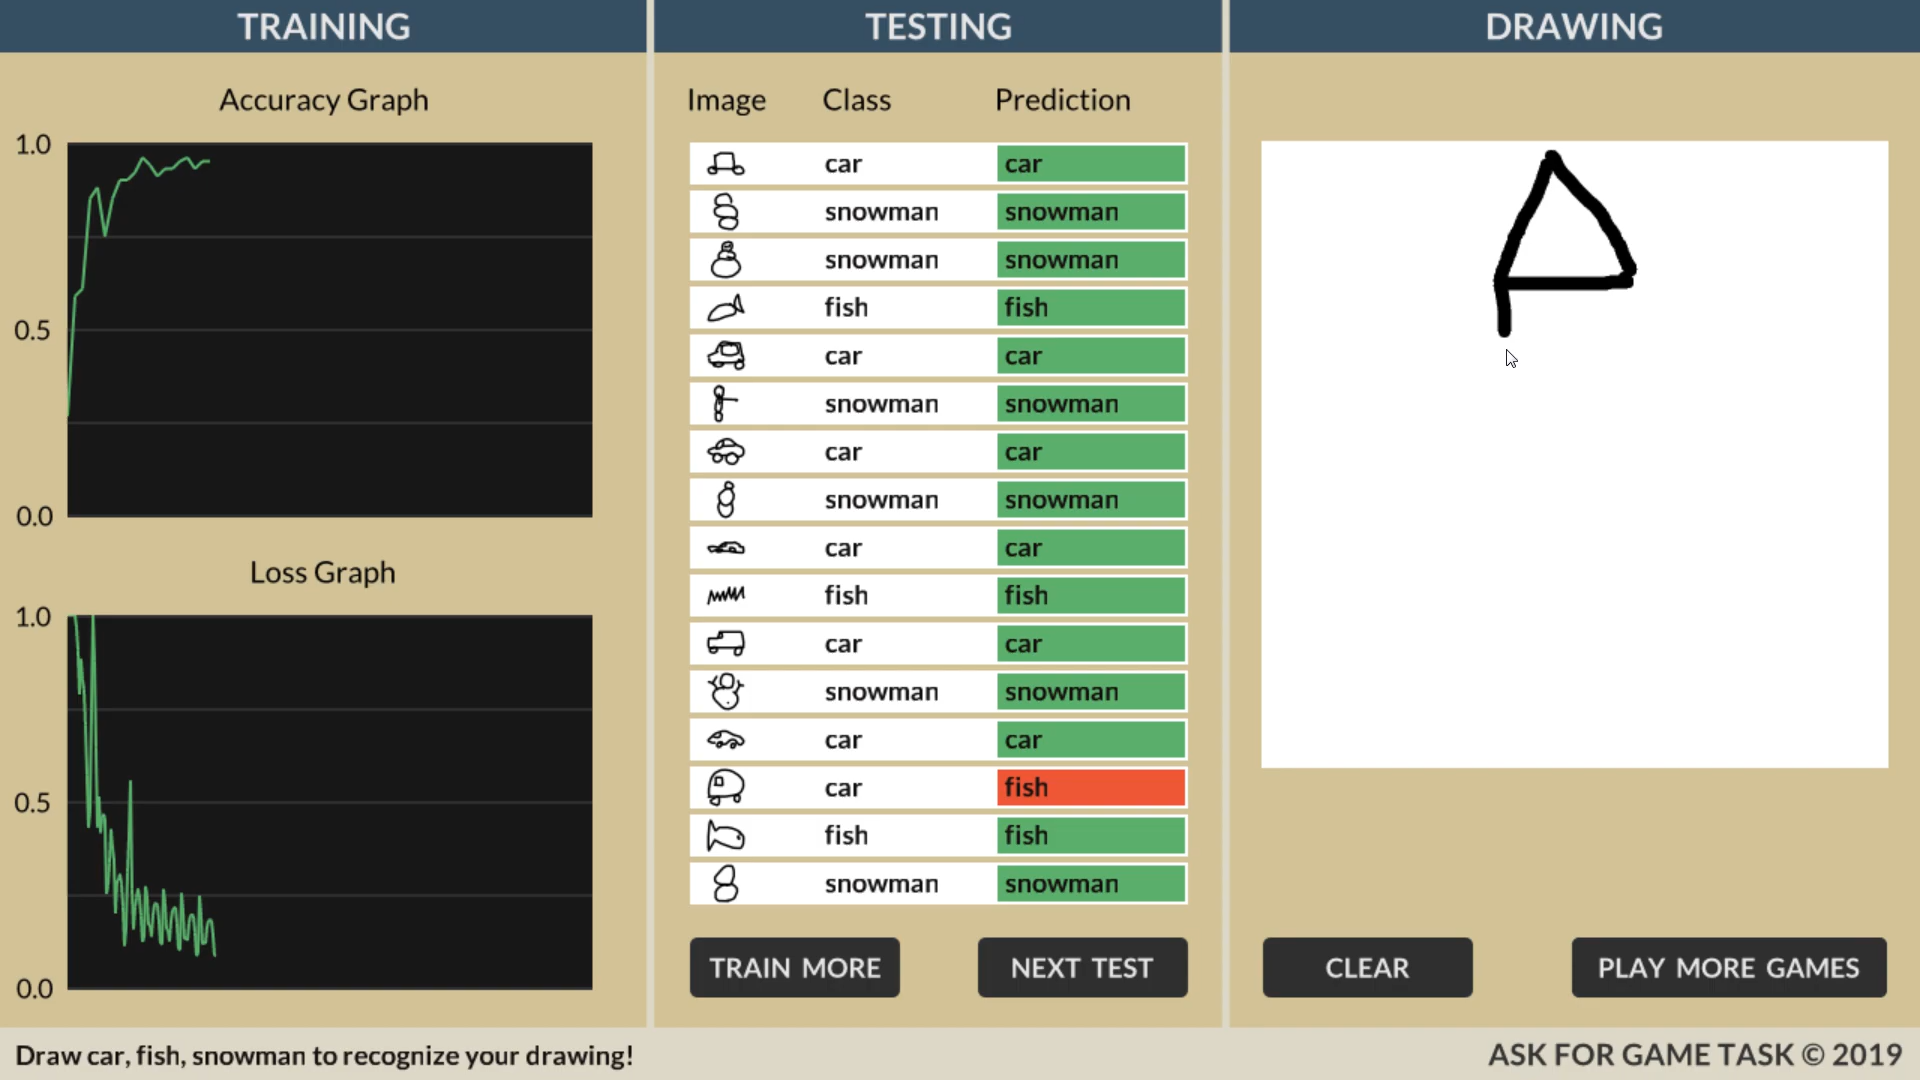 TRAINING
TESTING
DRAWING
Accuracy Graph
1.0
0.5
0.0
Loss Graph
1.0
0.5
0.0
Image Class Prediction
car car
snowman snowman
snowman snowman
fish fish
car car
snowman snowman
car car
snowman snowman
car car
fish fish
car car
snowman snowman
car car
car fish
fish fish
snowman snowman
TRAIN MORE
NEXT TEST
CLEAR
PLAY MORE GAMES
Draw car, fish, snowman to recognize your drawing!
ASK FOR GAME TASK © 2019